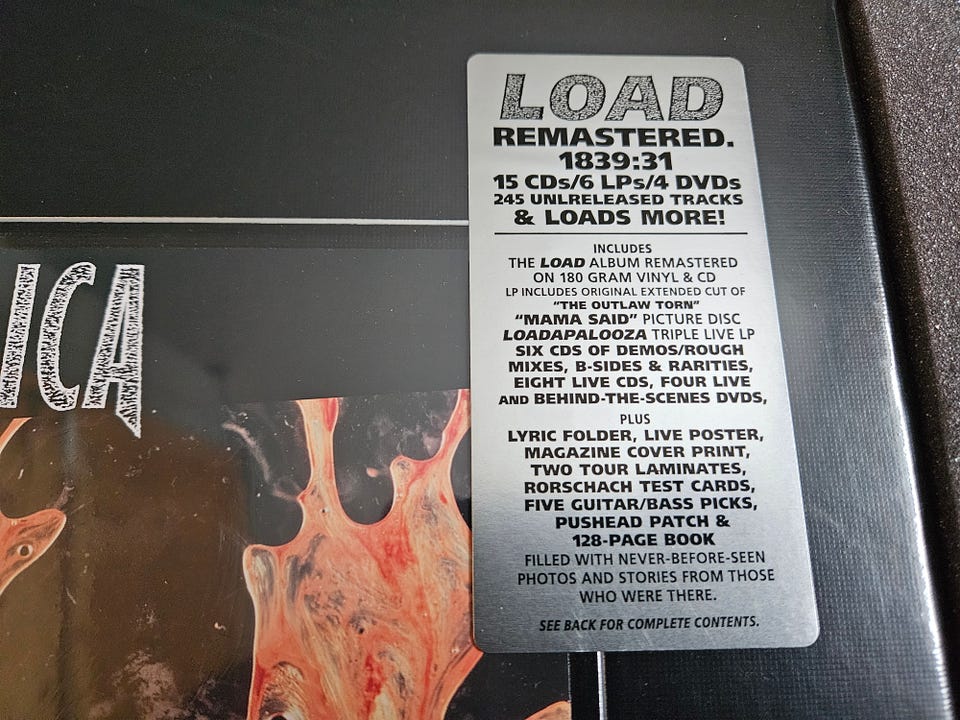 LOAD
REMASTERED.
1839:31
15 CDs/6 LPs/4 DVDs
245 UNLRELEASED TRACKS
& LOADS MORE!
INCLUDES
THE LOAD ALBUM REMASTERED
ON 180 GRAM VINYL & CD
LP INCLUDES ORIGINAL EXTENDED CUT OF
"THE OUTLAW TORN"
"MAMA SAID" PICTURE DISC
LOADAPALOOZA TRIPLE LIVE LP
SIX CDS OF DEMOS/ROUGH
MIXES, B-SIDES & RARITIES,
EIGHT LIVE CDS, FOUR LIVE
AND BEHIND-THE-SCENES DVDS,
PLUS
LYRIC FOLDER, LIVE POSTER,
MAGAZINE COVER PRINT,
TWO TOUR LAMINATES,
RORSCHACH TEST CARDS,
FIVE GUITAR/BASS PICKS,
PUSHEAD PATCH &
128-PAGE BOOK
FILLED WITH NEVER-BEFORE-SEEN
PHOTOS AND STORIES FROM THOSE
WHO WERE THERE.
SEE BACK FOR COMPLETE CONTENTS.
ICA